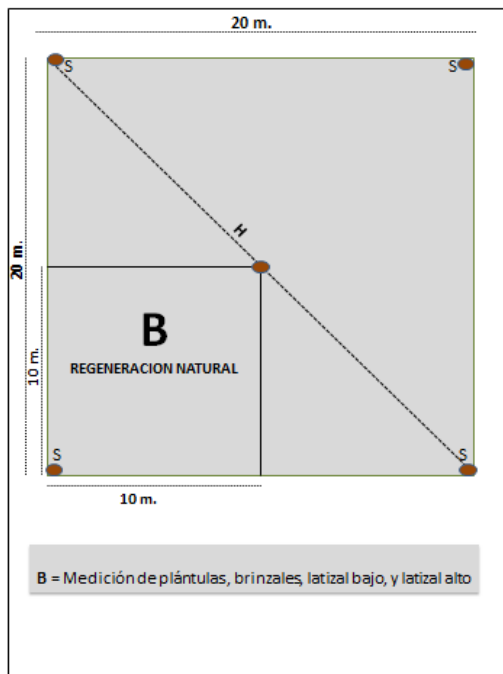 20 m.
S
S
H
20 m.
B
REGENERACION NATURAL
10 m.
S
S
10 m.
B = Medición de plántulas, brinzales, latizal bajo, y latizal alto